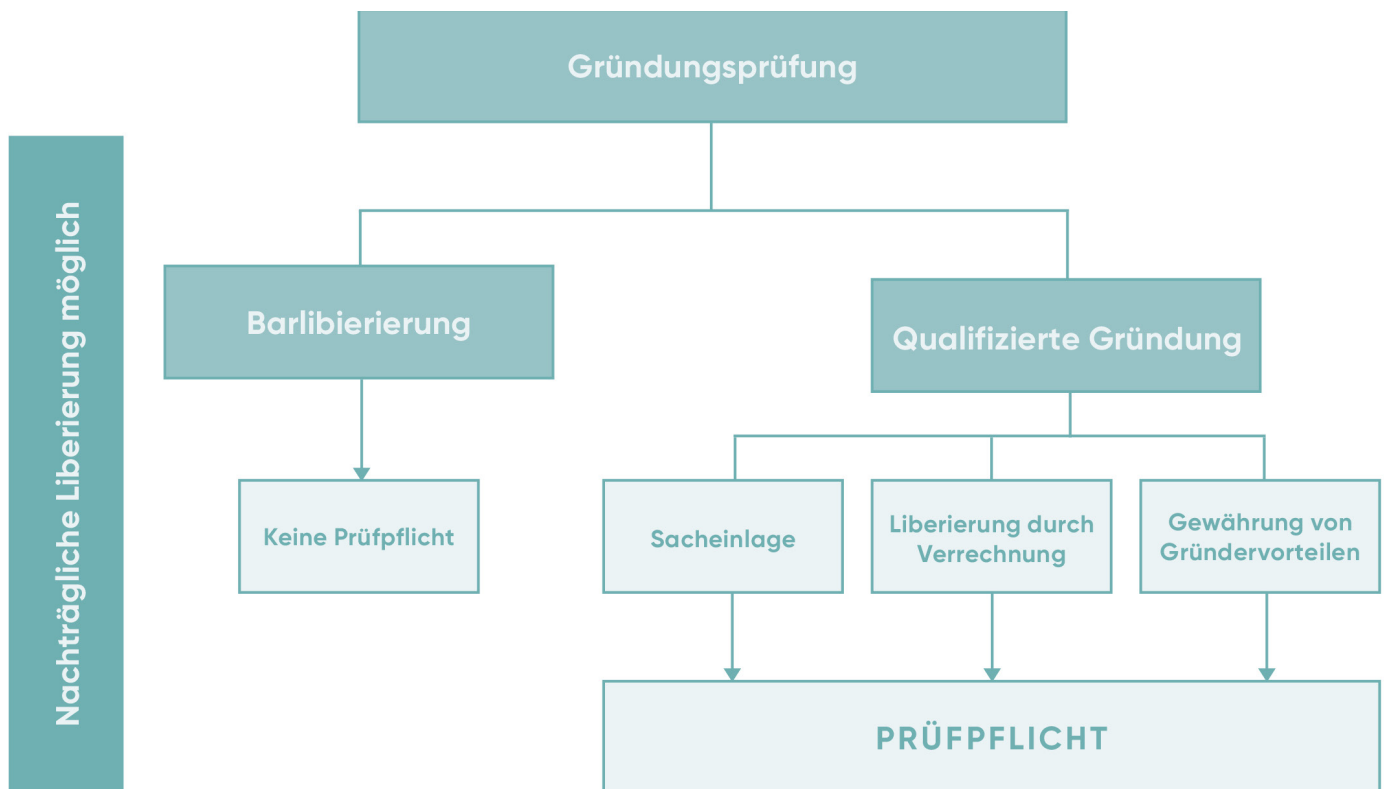 Gründungsprüfung
Nachträgliche Liberierung möglich
Barlibierierung
Qualifizierte Gründung
Keine Prüfpflicht
Sacheinlage
Liberierung durch
Verrechnung
Gewährung von
Gründervorteilen
PRÜFPFLICHT